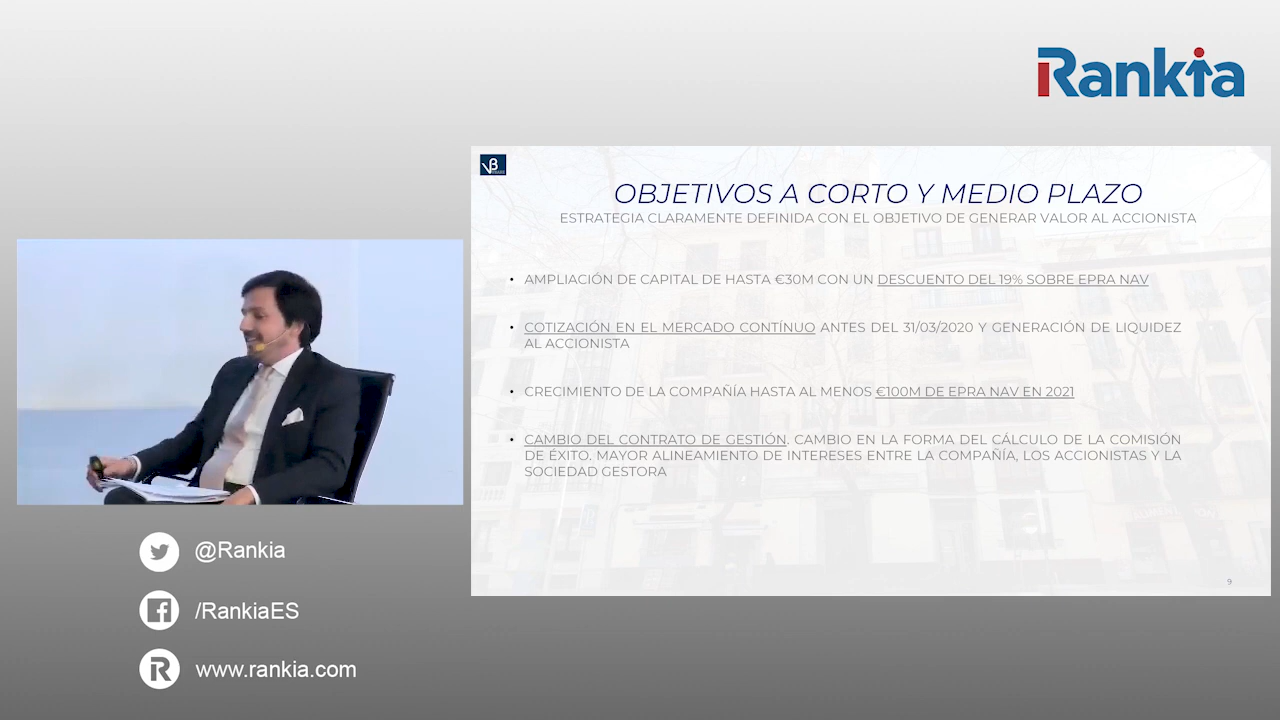 Rankia
VBARE
OBJETIVOS A CORTO Y MEDIO PLAZO
ESTRATEGIA CLARAMENTE DEFINIDA CON EL OBJETIVO DE GENERAR VALOR AL ACCIONISTA
• AMPLIACIÓN DE CAPITAL DE HASTA €30M CON UN DESCUENTO DEL 19% SOBRE EPRA NAV
• COTIZACIÓN EN EL MERCADO CONTÍNUO ANTES DEL 31/03/2020 Y GENERACIÓN DE LIQUIDEZ
AL ACCIONISTA
• CRECIMIENTO DE LA COMPAÑÍA HASTA AL MENOS €100M DE EPRA NAV EN 2021
• CAMBIO DEL CONTRATO DE GESTIÓN. CAMBIO EN LA FORMA DEL CÁLCULO DE LA COMISIÓN
DE ÉXITO. MAYOR ALINEAMIENTO DE INTERESES ENTRE LA COMPAÑÍA, LOS ACCIONISTAS Y LA
SOCIEDAD GESTORA
9
@Rankia
/RankiaES
www.rankia.com